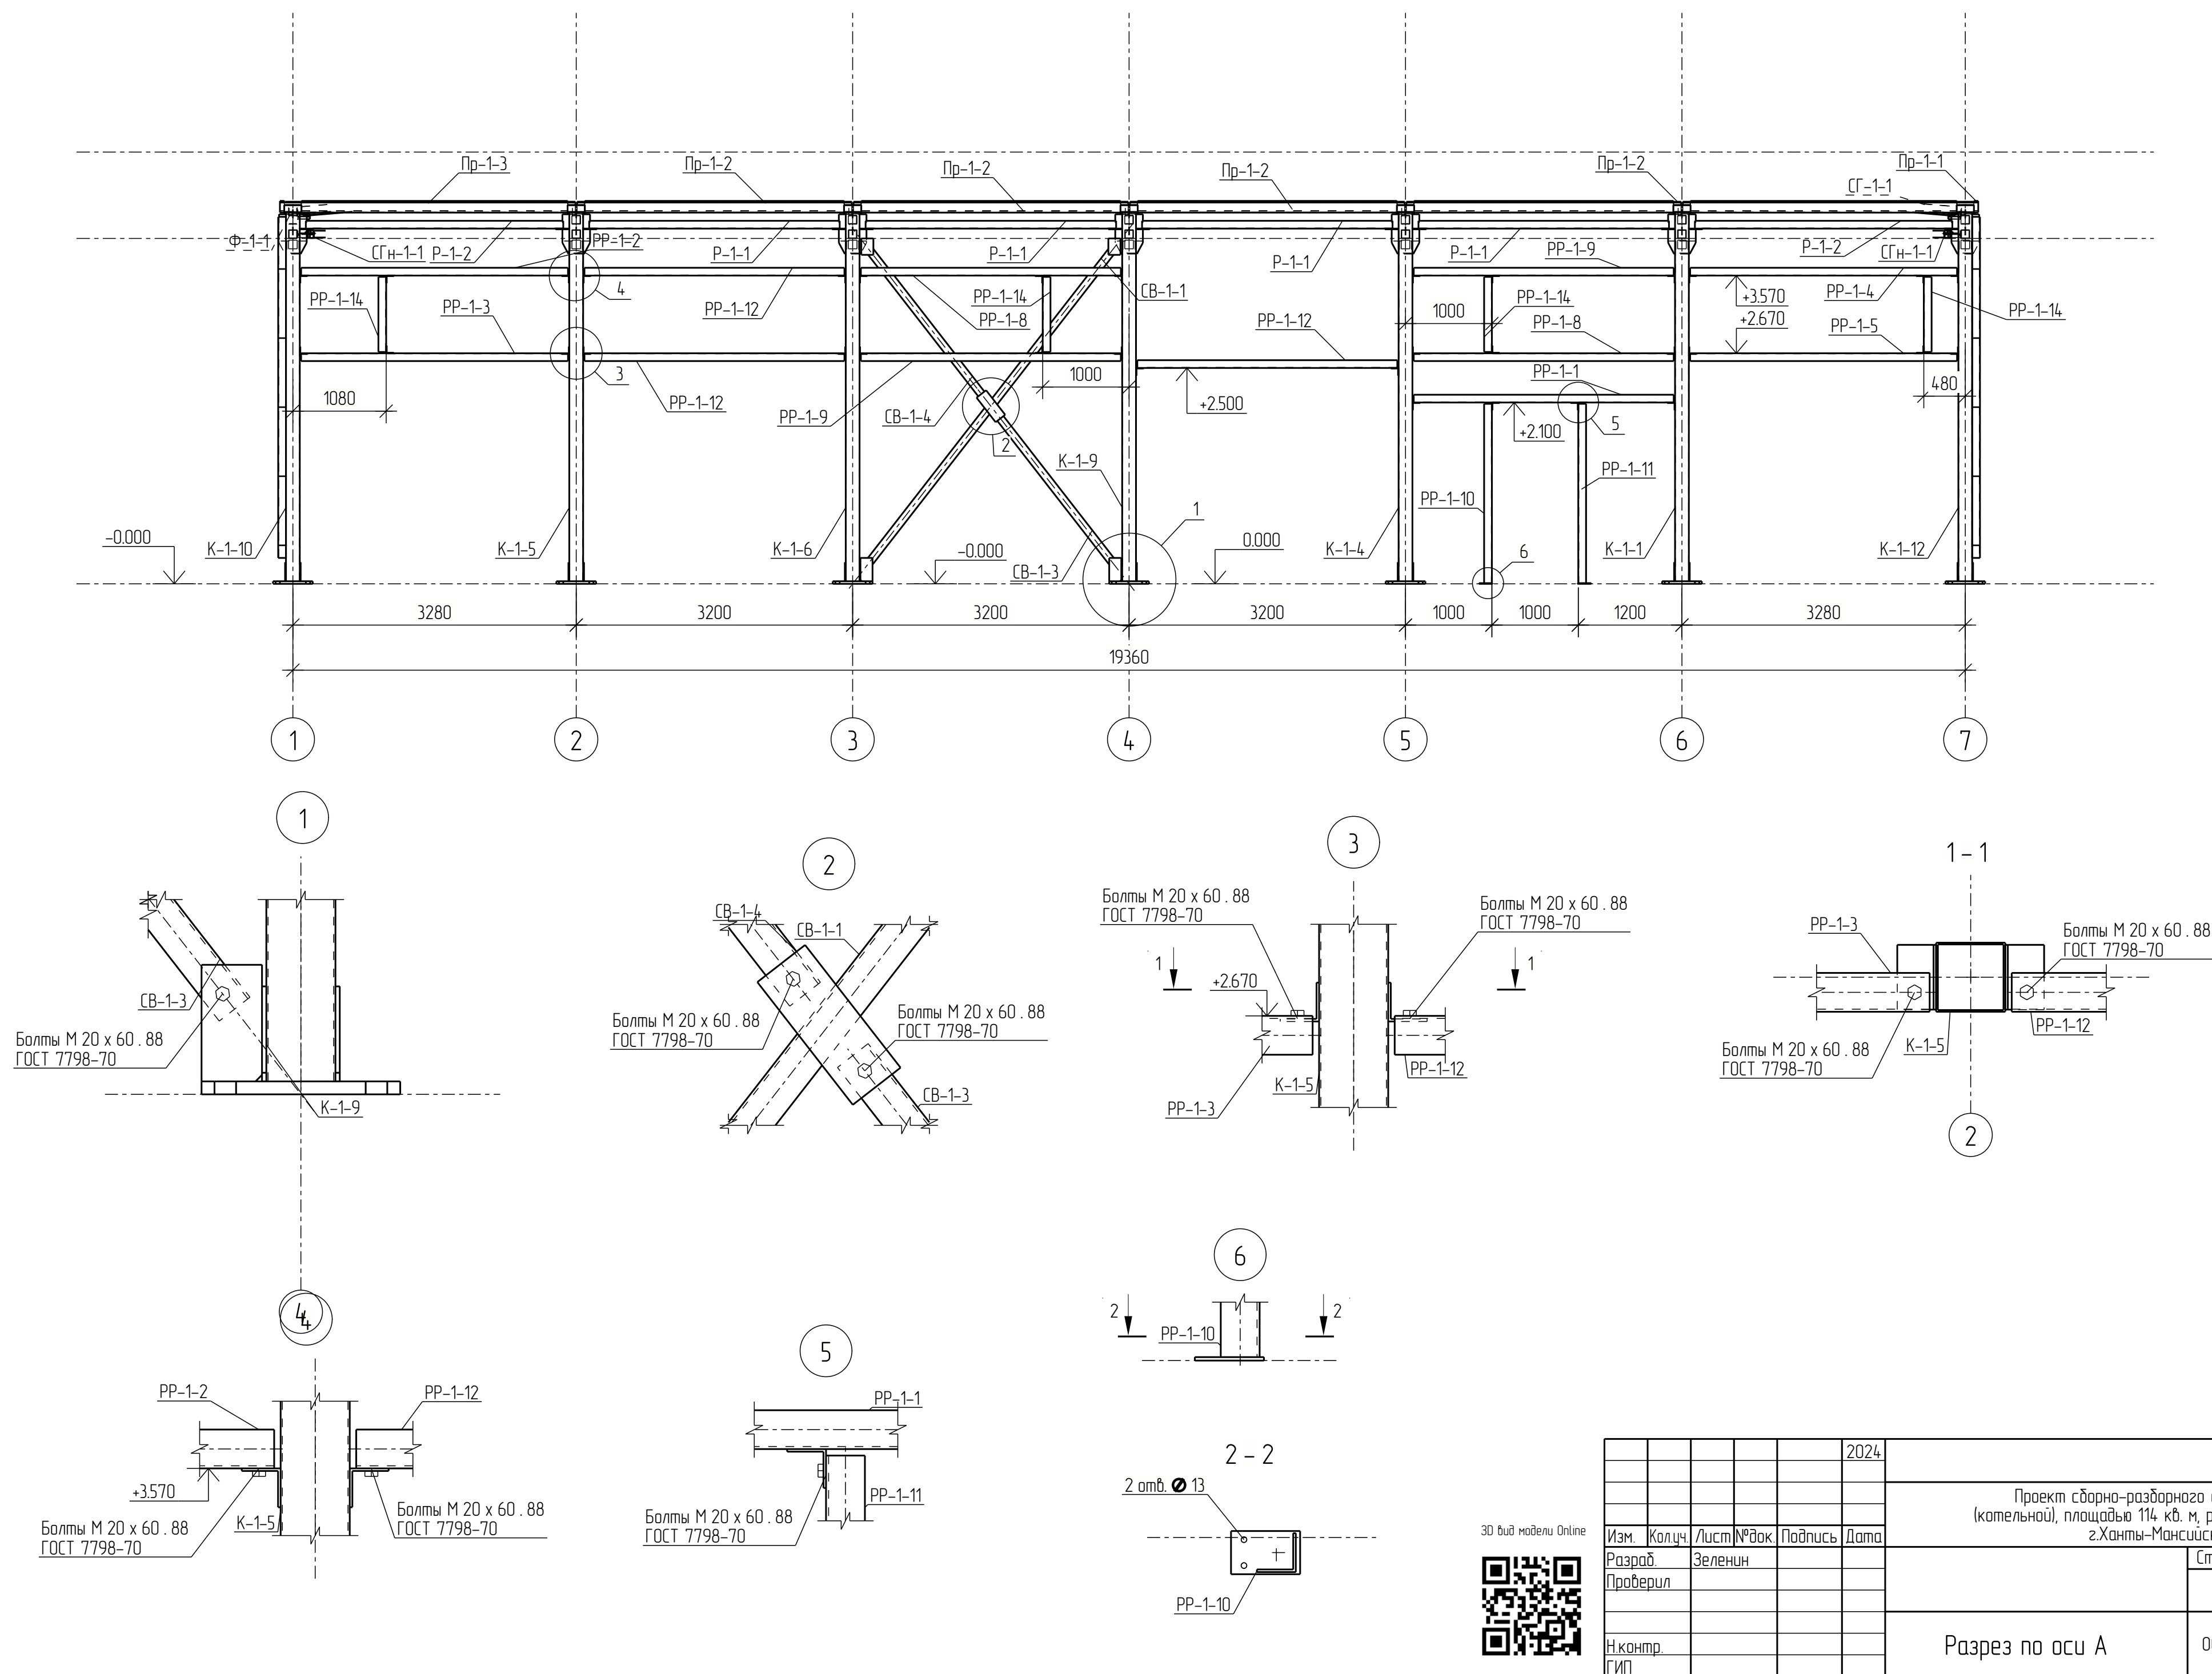 Пр-1-3
Пр-1-2
Пр-1-2
Пр-1-2
Пр-1-2
Пр-1-1
СГ-1-1
Ф-1-1
СГн-1-1
Р-1-2
РР-1-2
Р-1-1
Р-1-1
Р-1-1
Р-1-1
РР-1-9
Р-1-2
СГн-1-1
РР-1-14
РР-1-3
4
РР-1-12
РР-1-14
РР-1-8
СВ-1-1
РР-1-12
1000
РР-1-14
РР-1-8
+3.570
+2.670
РР-1-4
РР-1-5
РР-1-14
1080
3
РР-1-12
РР-1-9
СВ-1-4
2
1000
+2.500
РР-1-1
+2.100
5
480
К-1-9
РР-1-10
РР-1-11
1
-0.000
К-1-10
К-1-5
К-1-6
-0.000
СВ-1-3
0.000
К-1-4
6
К-1-1
К-1-12
3280
3200
3200
3200
1000
1000
1200
3280
19360
1
2
3
4
5
6
7
1
СВ-1-3
Болты М 20 х 60 . 88
ГОСТ 7798-70
К-1-9
2
СВ-1-4
СВ-1-1
Болты М 20 х 60 . 88
ГОСТ 7798-70
Болты М 20 х 60 . 88
ГОСТ 7798-70
СВ-1-3
3
Болты М 20 х 60 . 88
ГОСТ 7798-70
Болты М 20 х 60 . 88
ГОСТ 7798-70
1
1
+2.670
К-1-5
РР-1-12
РР-1-3
1 - 1
РР-1-3
Болты М 20 х 60 . 88
ГОСТ 7798-70
РР-1-12
К-1-5
Болты М 20 х 60 . 88
ГОСТ 7798-70
2
4
4
РР-1-2
РР-1-12
+3.570
К-1-5
Болты М 20 х 60 . 88
ГОСТ 7798-70
Болты М 20 х 60 . 88
ГОСТ 7798-70
5
РР-1-1
РР-1-11
Болты М 20 х 60 . 88
ГОСТ 7798-70
6
2
2
РР-1-10
2 - 2
2 отв. Ø 13
РР-1-10
3D вид модели Online
2024
Проект сборно-разборного
(котельной), площадью 114 кв. м,
г.Ханты-Мансийс
Изм. Кол.уч. Лист №док. Подпись Дата
Разраб. Зеленин
Проверил
Н.контр.
ГИП
Разрез по оси А